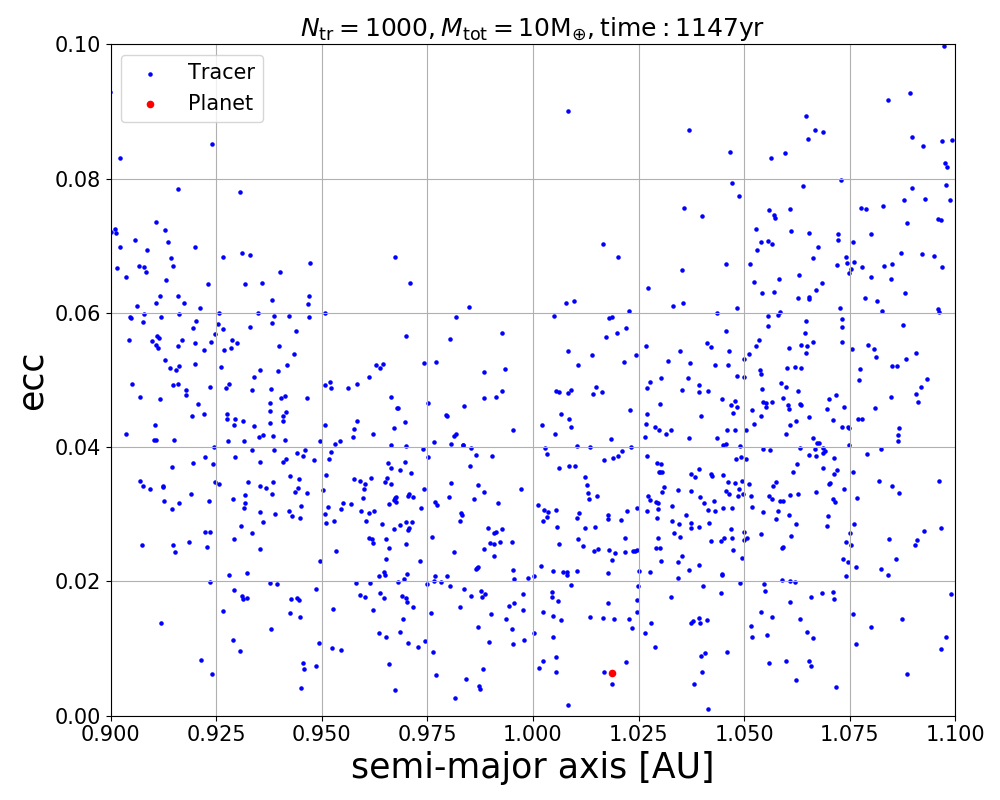 N_tr = 1000, M_tot = 10M_⊕, time : 1147yr
Tracer
Planet
0.10
0.08
0.06
0.04
0.02
0.00
ecc
0.900 0.925 0.950 0.975 1.000 1.025 1.050 1.075 1.100
semi-major axis [AU]